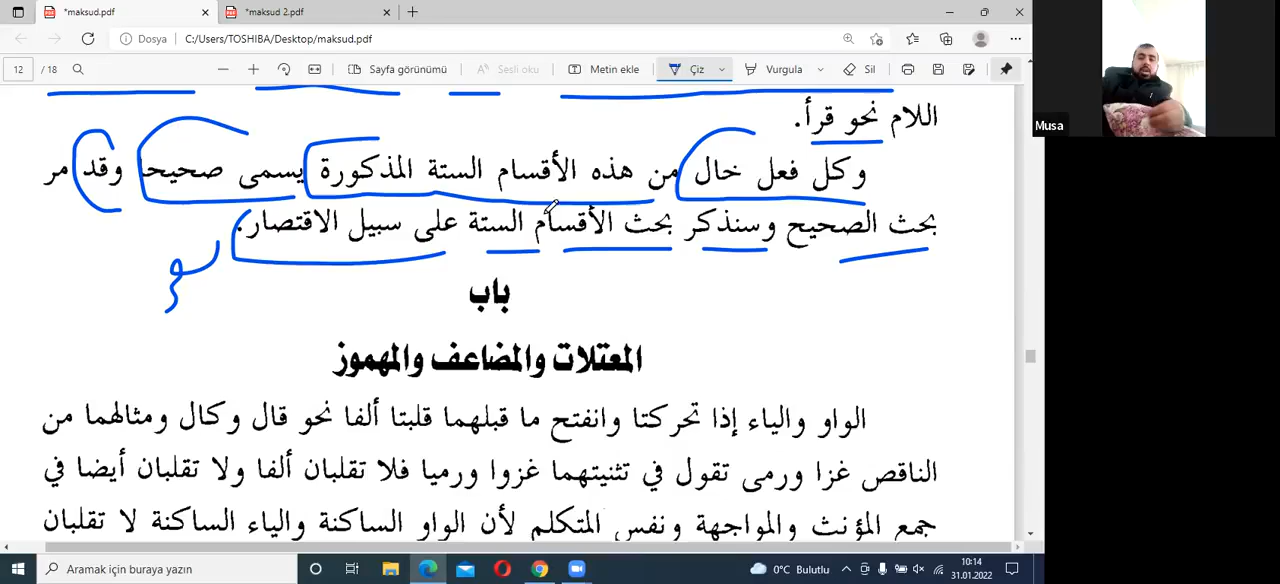 *maksud.pdf
*maksud 2.pdf
Dosya
C:/Users/TOSHIBA/Desktop/maksud.pdf
12 / 18
Sayfa görünümü
Sesli oku
Metin ekle
Çiz
Vurgula
Sil
Musa
اللام نحو قرأ.
وكل فعل خال من هذه الأقسام الستة المذكورة يسمى صحيحا وقد مر
بحث الصحيح وسنذكر بحث الأقسام الستة على سبيل الاقتصار.
باب
المعتلات والمضاعف والمهموز
الواو والياء إذا تحركتا وانفتح ما قبلهما قلبتا ألفا نحو قال وكال ومثالهما من
الناقص غزا ورمى تقول في تثنيتهما غزوا ورميا فلا تقلبان ألفا ولا تقلبان أيضا في
جمع المؤنث والمواجهة ونفس المتكلم لأن الواو الساكنة والياء الساكنة لا تقلبان
Aramak için buraya yazın
0°C Bulutlu
10:14
31.01.2022